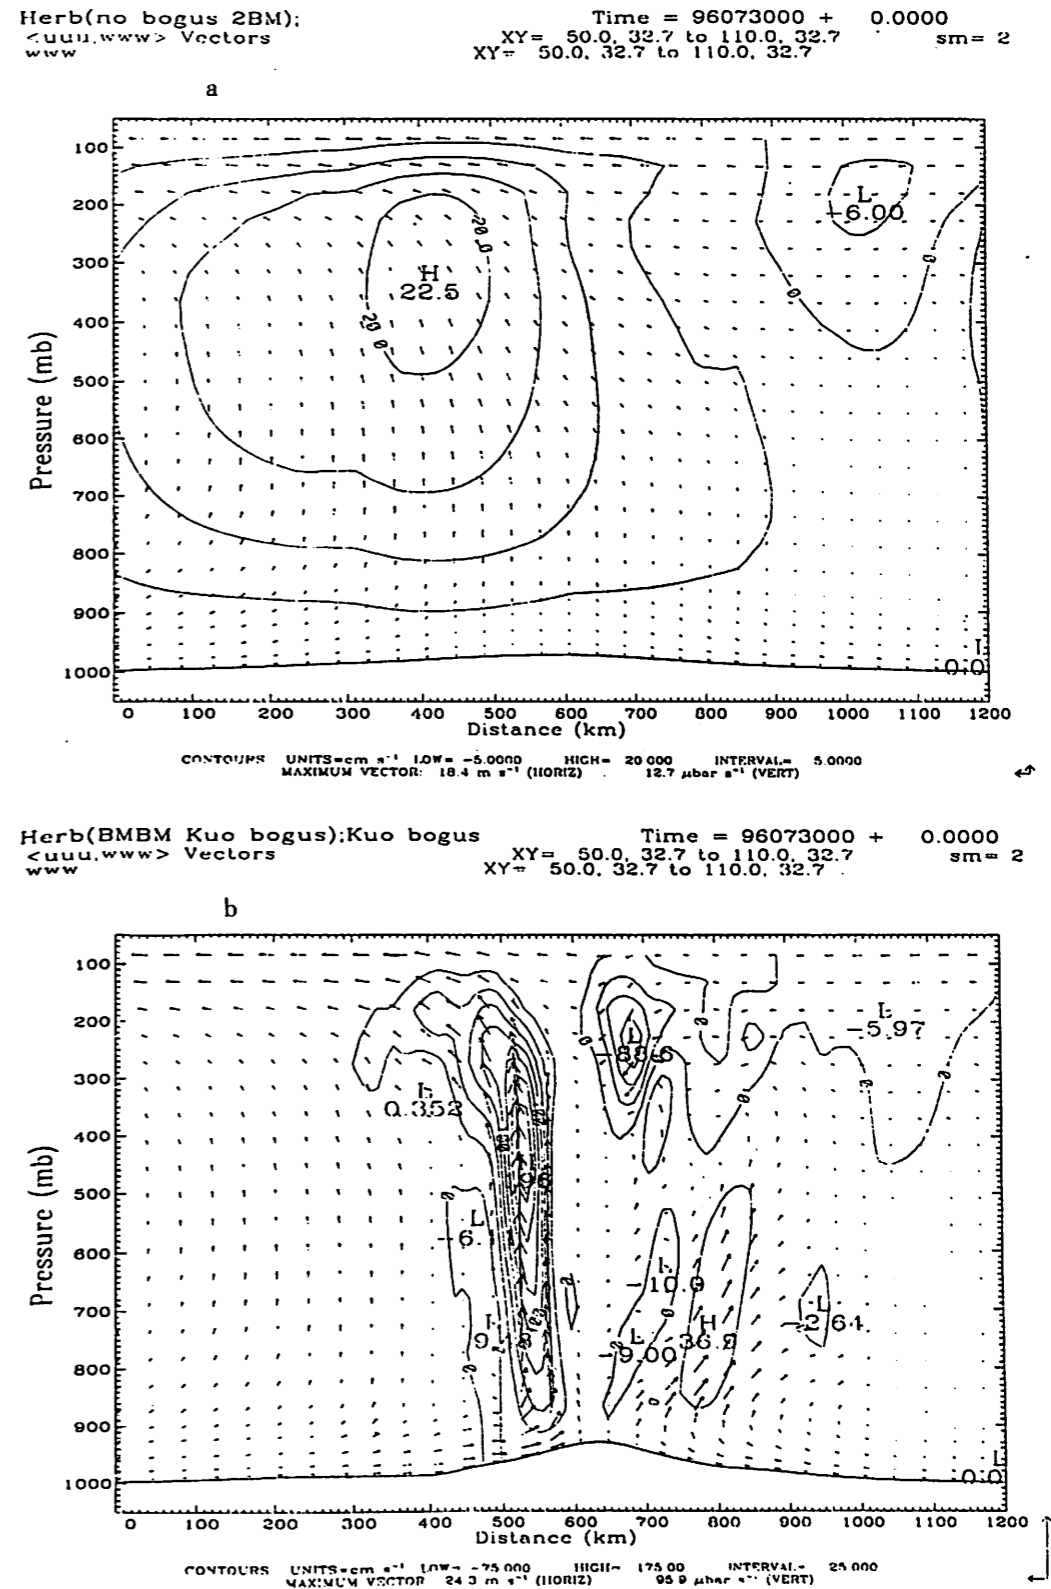 Herb(no bogus 2BM);
Time = 96073000 + 0.0000
<uuu,www> Vectors
XY= 50.0, 32.7 to 110.0, 32.7 sm= 2
www
XY= 50.0, 32.7 to 110.0, 32.7
a
100
200
300
400
500
600
700
800
900
1000
Pressure (mb)
L
-6.00
20.0
H
22.5
20.0
0
0
L
0.0
0 100 200 300 400 500 600 700 800 900 1000 1100 1200
Distance (km)
CONTOURS UNITS=cm s⁻¹ LOW= -5.0000 HIGH= 20.000 INTERVAL= 5.0000
MAXIMUM VECTOR: 18.4 m s⁻¹ (HORIZ) 12.7 μbar s⁻¹ (VERT)
Herb(BMBM Kuo bogus);Kuo bogus
Time = 96073000 + 0.0000
<uuu,www> Vectors
XY= 50.0, 32.7 to 110.0, 32.7 sm= 2
www
XY= 50.0, 32.7 to 110.0, 32.7
b
100
200
300
400
500
600
700
800
900
1000
Pressure (mb)
L
-5.97
L
-88.6
L
0.352
L
-6.11
L
-10.9
L
-9.00
H
36.2
L
-2.64
L
0.0
0 100 200 300 400 500 600 700 800 900 1000 1100 1200
Distance (km)
CONTOURS UNITS=cm s⁻¹ LOW= -75.000 HIGH= 175.00 INTERVAL= 25.000
MAXIMUM VECTOR 24.3 m s⁻¹ (HORIZ) 95.9 μbar s⁻¹ (VERT)